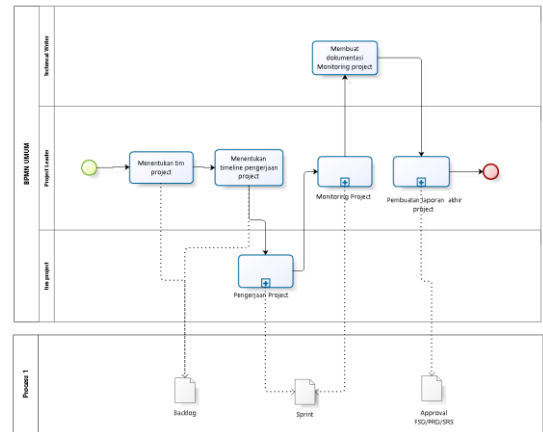 BPMN UMUM
Technical Writer
Membuat
dokumentasi
Monitoring project
Project Leader
Menentukan tim
project
Menentukan
timeline pengerjaan
project
Monitoring Project
Pembuatan laporan akhir
project
tim project
Pengerjaan Project
Process 1
Backlog
Sprint
Approval
FSD/PRD/SRS